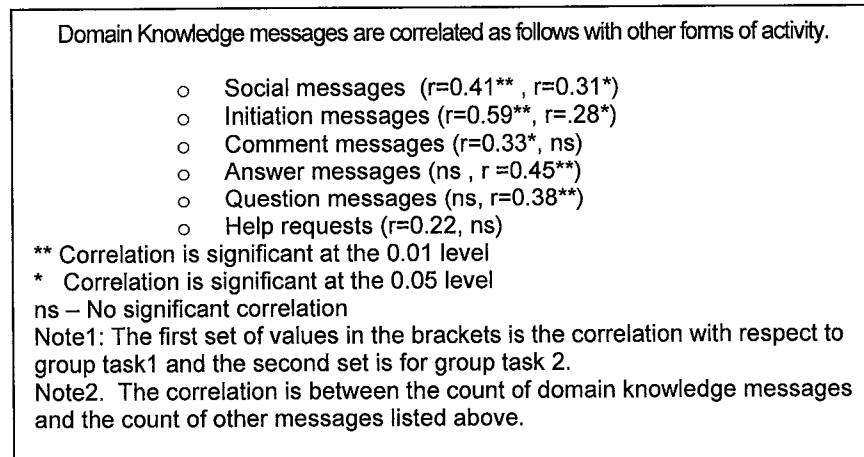 Domain Knowledge messages are correlated as follows with other forms of activity.
o Social messages (r=0.41** , r=0.31*)
o Initiation messages (r=0.59**, r=.28*)
o Comment messages (r=0.33*, ns)
o Answer messages (ns , r =0.45**)
o Question messages (ns, r=0.38**)
o Help requests (r=0.22, ns)
** Correlation is significant at the 0.01 level
* Correlation is significant at the 0.05 level
ns – No significant correlation
Note1: The first set of values in the brackets is the correlation with respect to
group task1 and the second set is for group task 2.
Note2. The correlation is between the count of domain knowledge messages
and the count of other messages listed above.